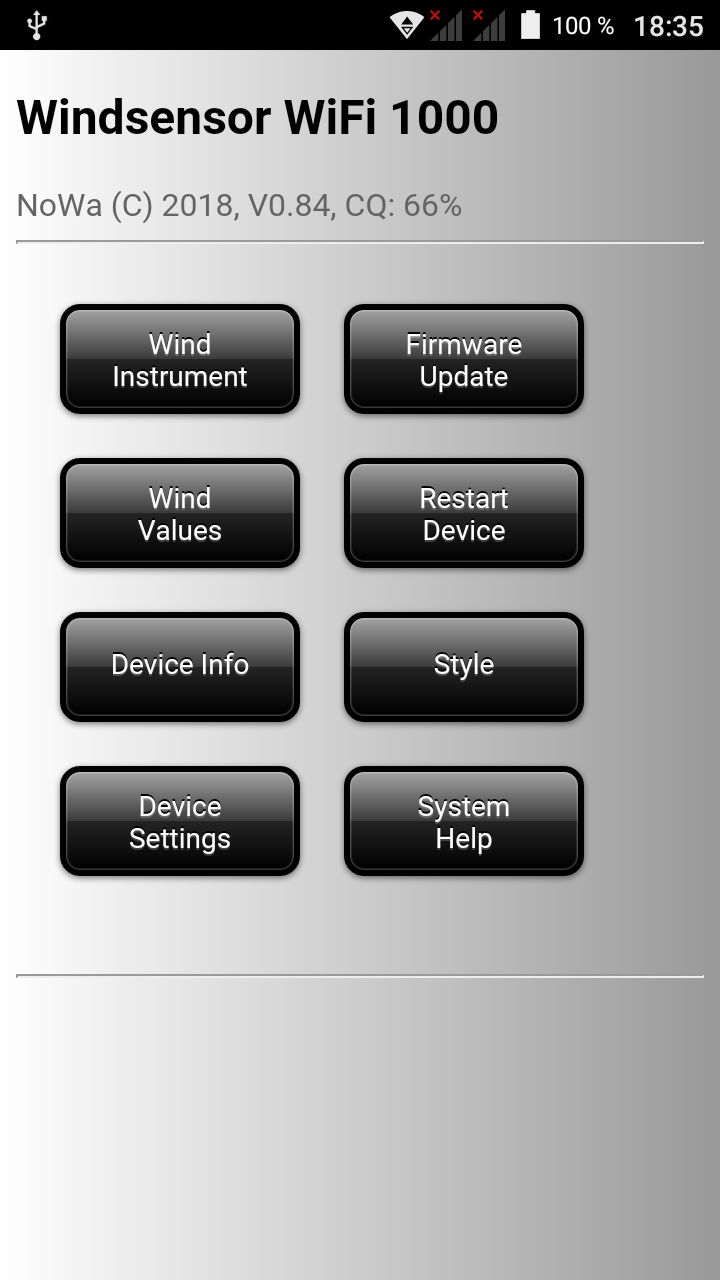 100 % 18:35
Windsensor WiFi 1000
NoWa (C) 2018, V0.84, CQ: 66%
Wind
Instrument
Firmware
Update
Wind
Values
Restart
Device
Device Info
Style
Device
Settings
System
Help